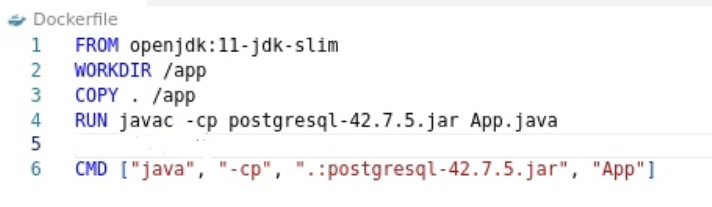 Dockerfile
1 FROM openjdk:11-jdk-slim
2 WORKDIR /app
3 COPY . /app
4 RUN javac -cp postgresql-42.7.5.jar App.java
5
6 CMD ["java", "-cp", ".:postgresql-42.7.5.jar", "App"]